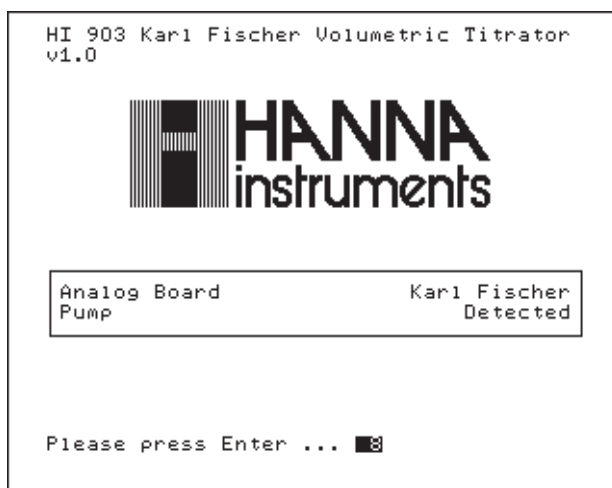 HI 903 Karl Fischer Volumetric Titrator
v1.0
HANNA
instruments
Analog Board Karl Fischer
Pump Detected
Please press Enter ... 8